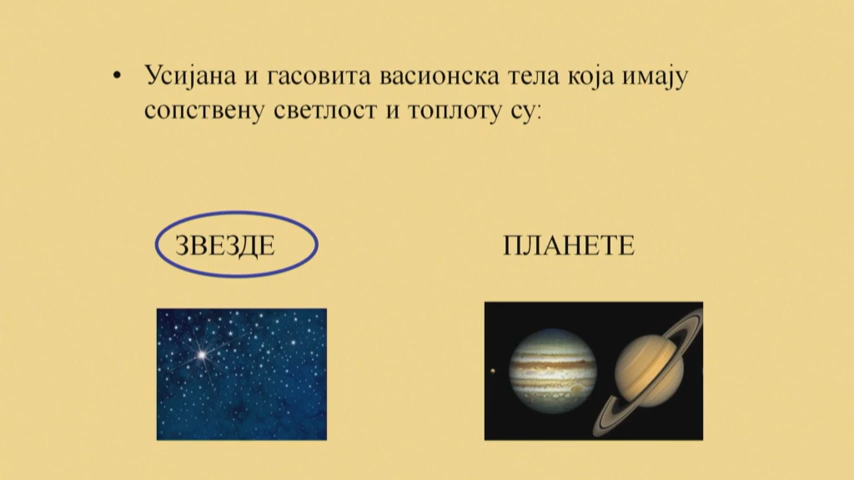 • Усијана и гасовита васионска тела која имају
сопствену светлост и топлоту су:
ЗВЕЗДЕ
ПЛАНЕТЕ